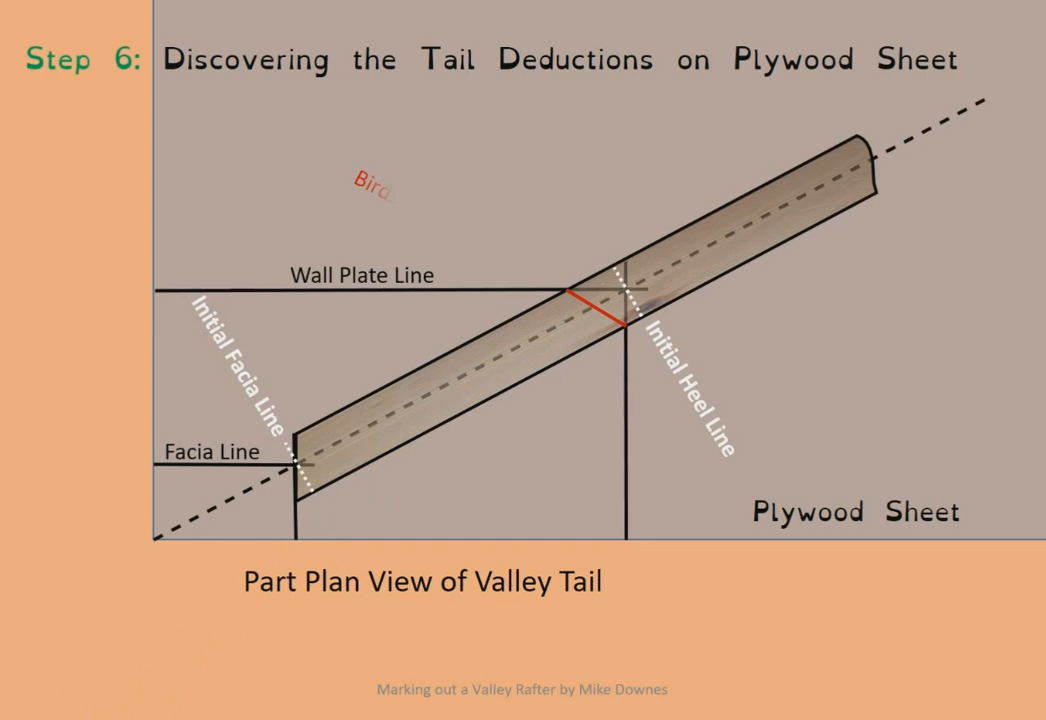 Step 6: Discovering the Tail Deductions on Plywood Sheet
Bird
Wall Plate Line
Initial Facia Line
Initial Heel Line
Facia Line
Plywood Sheet
Part Plan View of Valley Tail
Marking out a Valley Rafter by Mike Downes